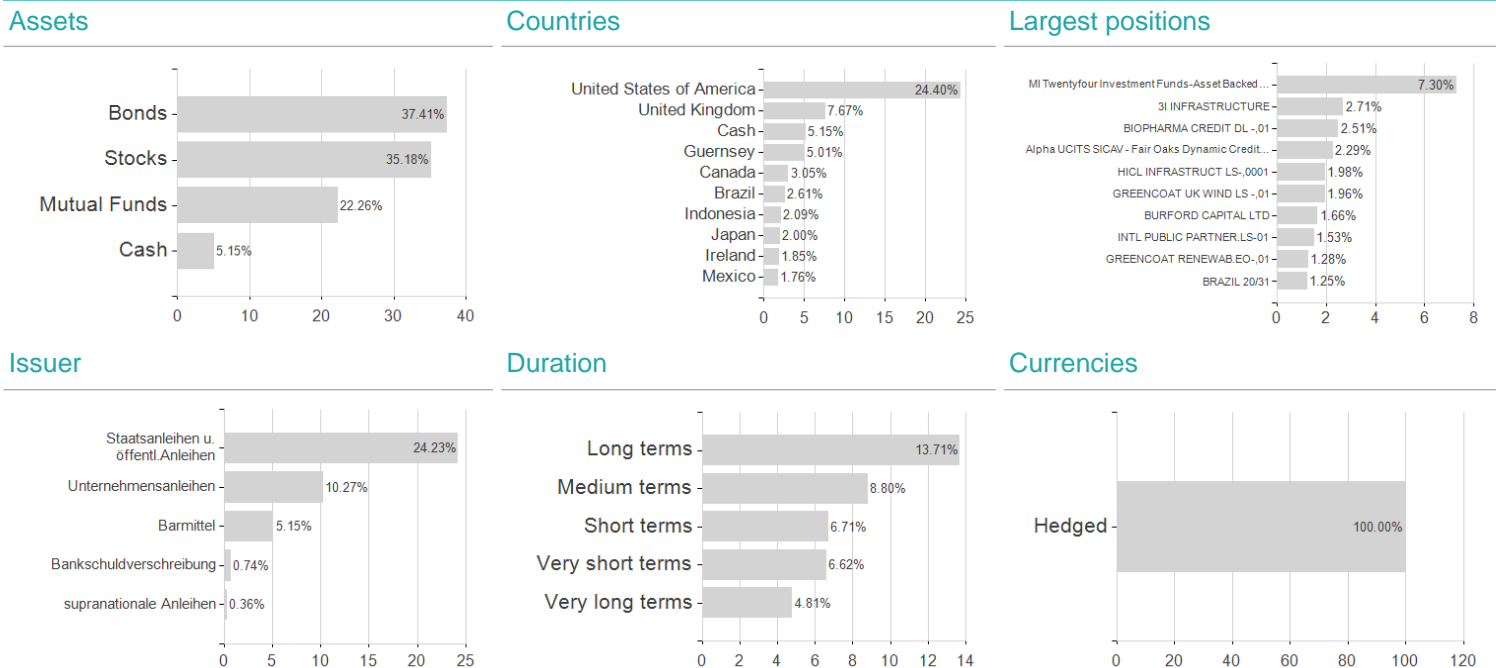 Assets
Bonds 37.41%
Stocks 35.18%
Mutual Funds 22.26%
Cash 5.15%
0 10 20 30 40
Countries
United States of America 24.40%
United Kingdom 7.67%
Cash 5.15%
Guernsey 5.01%
Canada 3.05%
Brazil 2.61%
Indonesia 2.09%
Japan 2.00%
Ireland 1.85%
Mexico 1.76%
0 5 10 15 20 25
Largest positions
MI Twentyfour Investment Funds-Asset Backed... 7.30%
3I INFRASTRUCTURE 2.71%
BIOPHARMA CREDIT DL -,01 2.51%
Alpha UCITS SICAV - Fair Oaks Dynamic Credit... 2.29%
HICL INFRASTRUCT LS-,0001 1.98%
GREENCOAT UK WIND LS -,01 1.96%
BURFORD CAPITAL LTD 1.66%
INTL PUBLIC PARTNER.LS-01 1.53%
GREENCOAT RENEWAB.EO-,01 1.28%
BRAZIL 20/31 1.25%
0 2 4 6 8
Issuer
Staatsanleihen u.
öffentl.Anleihen 24.23%
Unternehmensanleihen 10.27%
Barmittel 5.15%
Bankschuldverschreibung 0.74%
supranationale Anleihen 0.36%
0 5 10 15 20 25
Duration
Long terms 13.71%
Medium terms 8.80%
Short terms 6.71%
Very short terms 6.62%
Very long terms 4.81%
0 2 4 6 8 10 12 14
Currencies
Hedged 100.00%
0 20 40 60 80 100 120